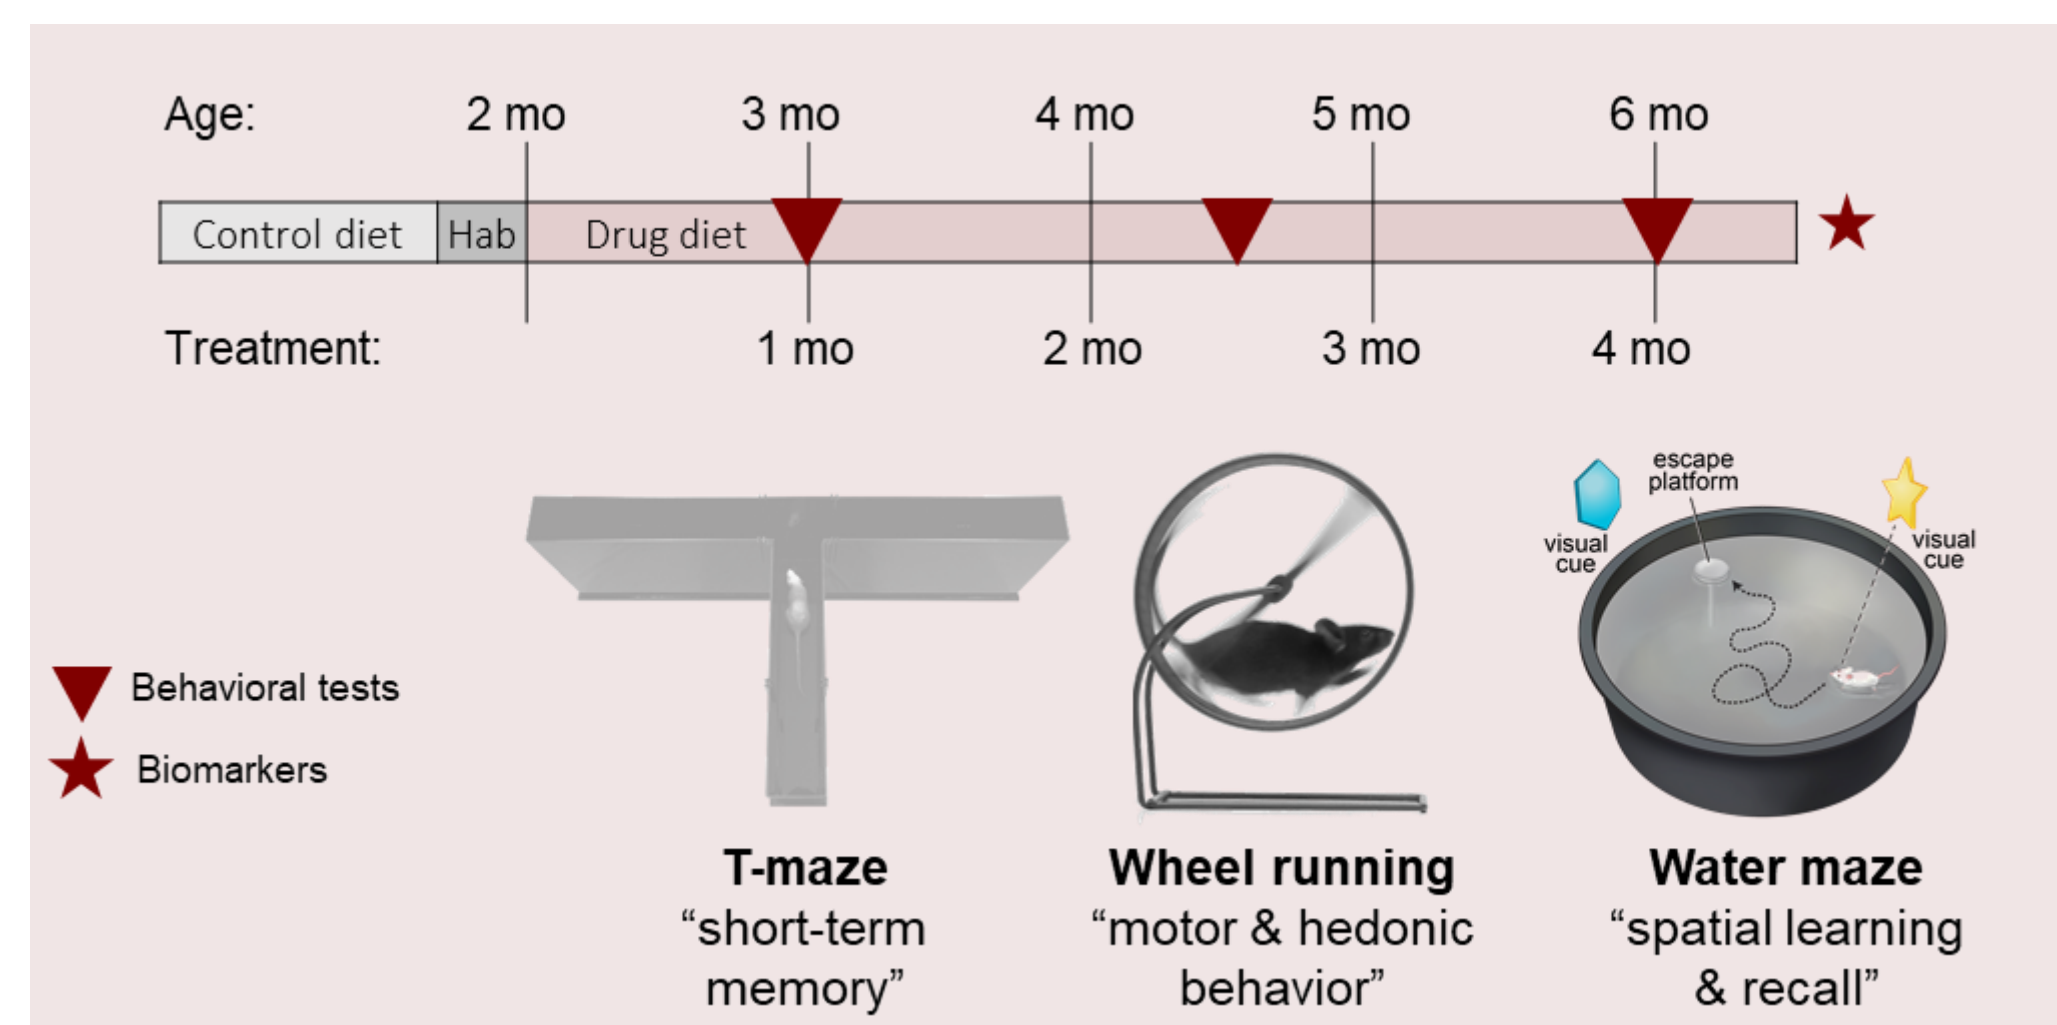 Age: 2 mo 3 mo 4 mo 5 mo 6 mo
Control diet Hab Drug diet
Treatment: 1 mo 2 mo 3 mo 4 mo
escape
platform
visual
cue
visual
cue
Behavioral tests
Biomarkers
T-maze
“short-term
memory”
Wheel running
“motor & hedonic
behavior”
Water maze
“spatial learning
& recall”